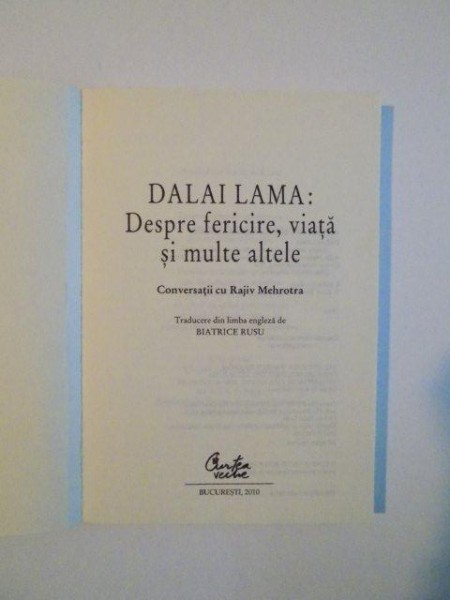 DALAI LAMA:
Despre fericire, viață
și multe altele
Conversații cu Rajiv Mehrotra
Traducere din limba engleză de
BIATRICE RUSU
Curtea
veche
BUCUREȘTI, 2010